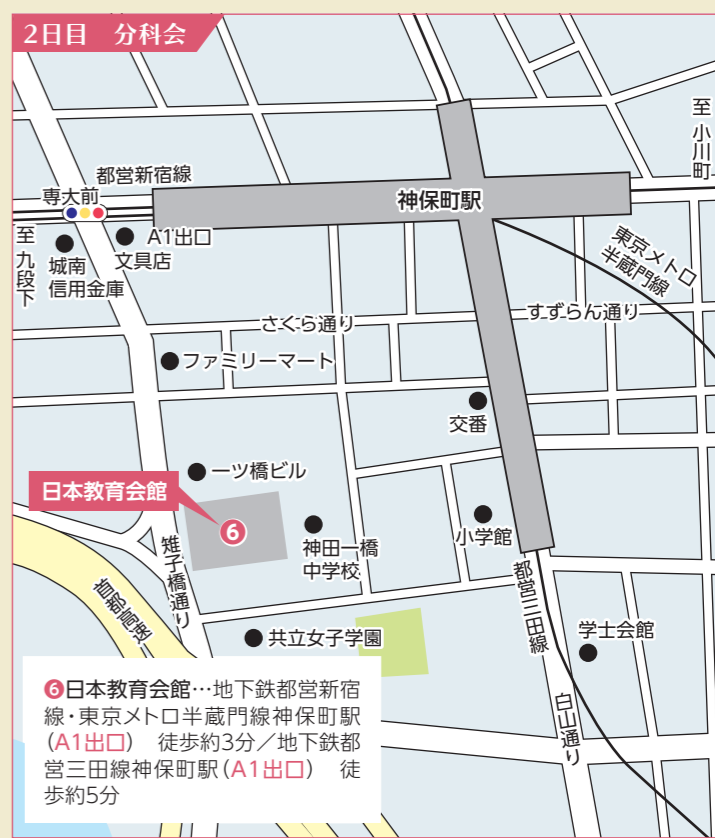 2日目 分科会
至 小川町
都営新宿線
専大前
神保町駅
至 九段下
A1出口
文具店
城南
信用金庫
東京メトロ
半蔵門線
さくら通り
すずらん通り
ファミリーマート
交番
一ツ橋ビル
日本教育会館
6
神田一橋
中学校
小学館
雉子橋通り
首都高速
都営三田線
共立女子学園
学士会館
白山通り
❻日本教育会館…地下鉄都営新宿
線・東京メトロ半蔵門線神保町駅
(A1出口) 徒歩約3分/地下鉄都
営三田線神保町駅(A1出口) 徒
歩約5分